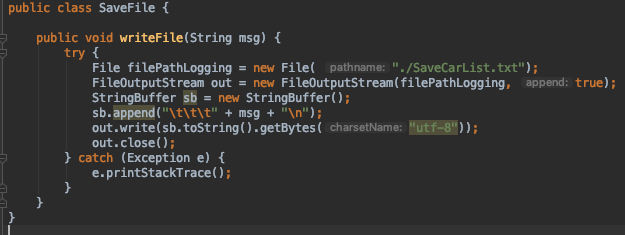 public class SaveFile {
public void writeFile(String msg) {
try {
File filePathLogging = new File( pathname: "./SaveCarList.txt");
FileOutputStream out = new FileOutputStream(filePathLogging, append: true);
StringBuffer sb = new StringBuffer();
sb.append("\t\t\t" + msg + "\n");
out.write(sb.toString().getBytes( charsetName: "utf-8"));
out.close();
} catch (Exception e) {
e.printStackTrace();
}
}
}